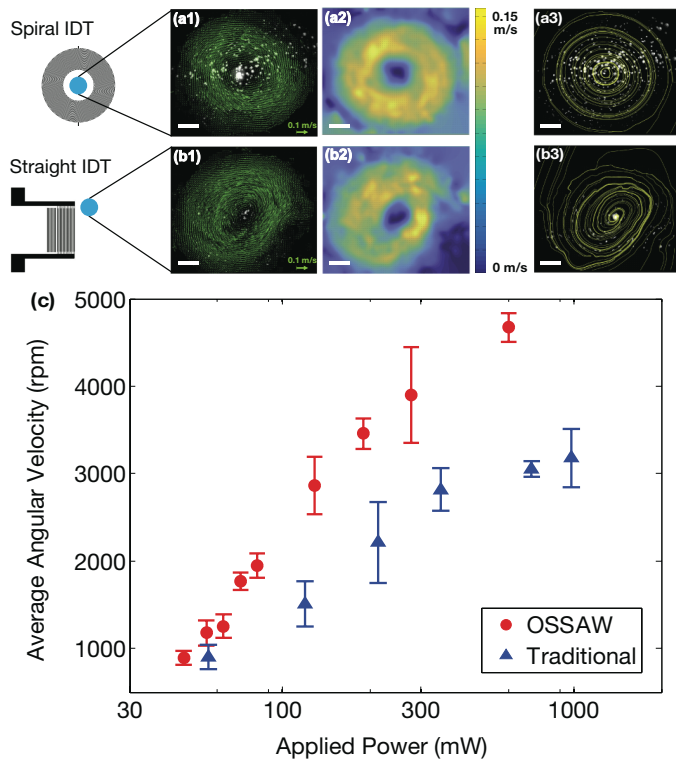 Spiral IDT
(a1)
0.1 m/s
(a2)
0.15
m/s
0 m/s
(a3)
Straight IDT
(b1)
0.1 m/s
(b2)
(b3)
(c)
5000
4000
3000
2000
1000
Average Angular Velocity (rpm)
OSSAW
Traditional
30
100
300
1000
Applied Power (mW)